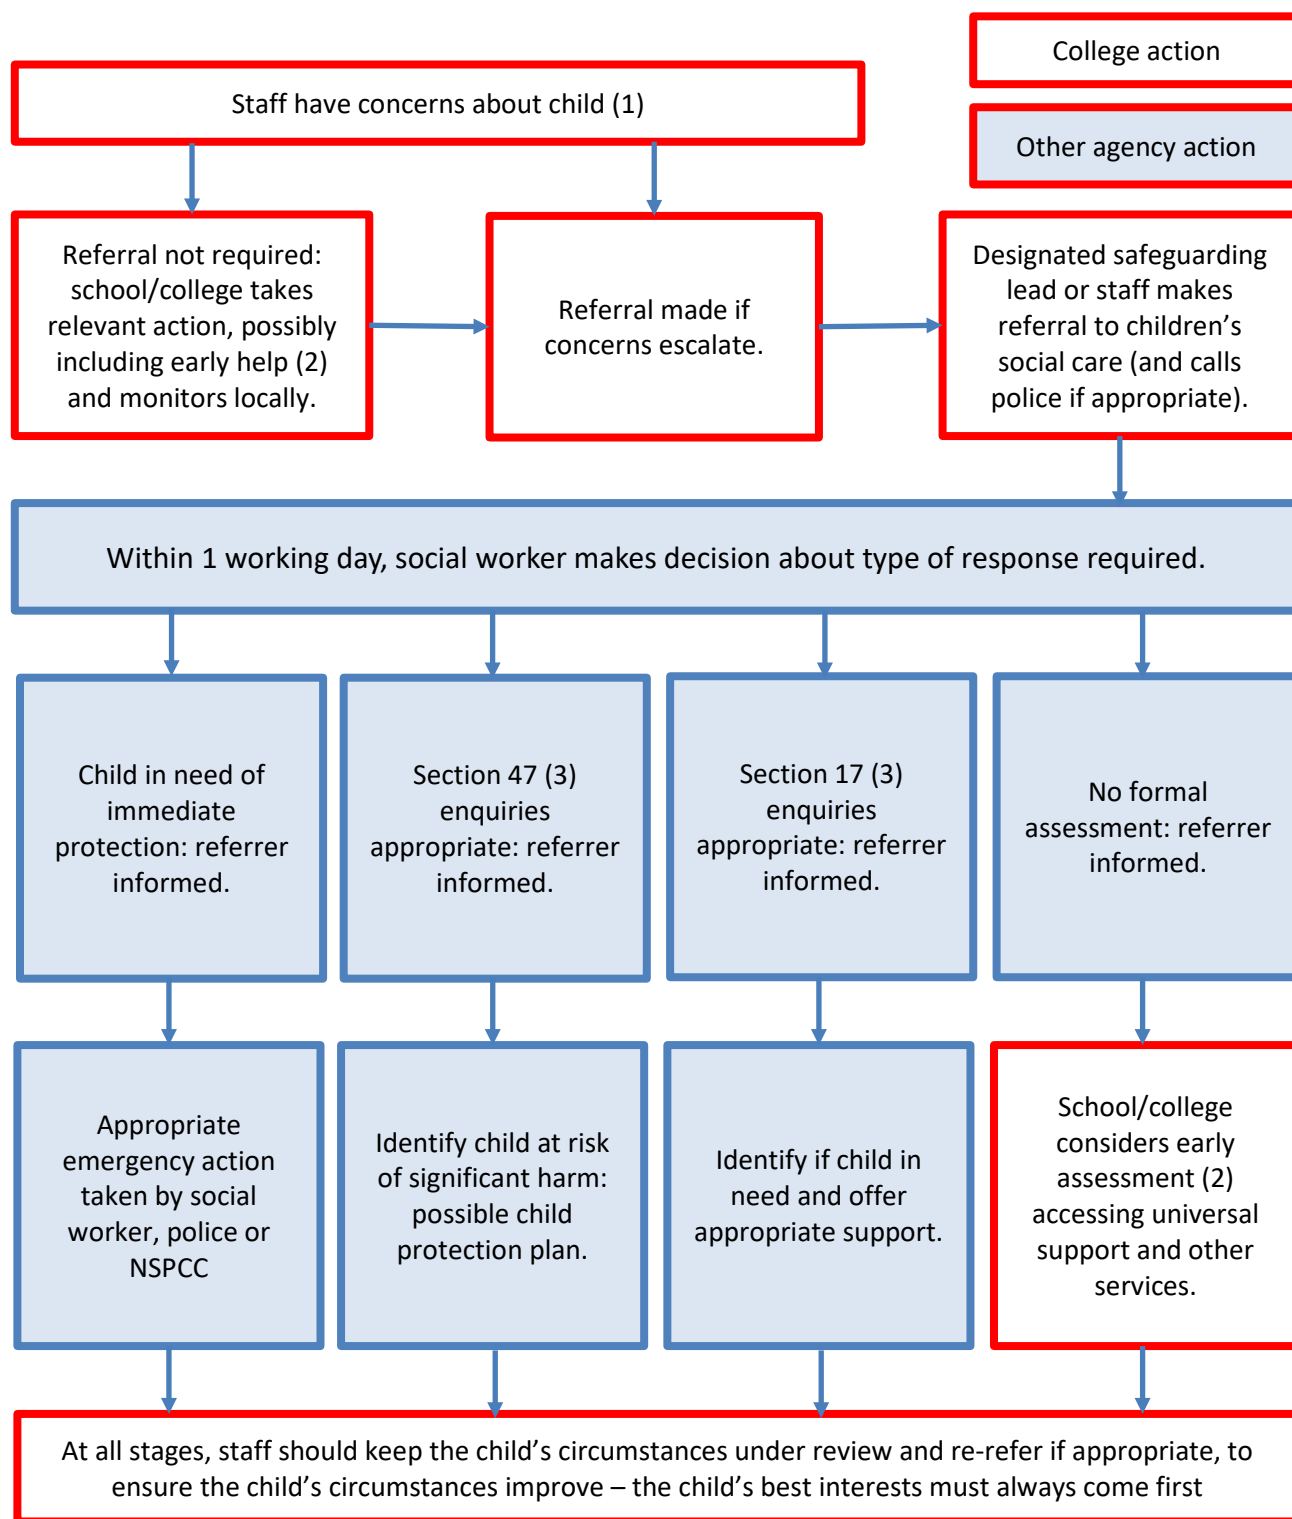 College action
Staff have concerns about child (1)
Other agency action
Referral not required:
school/college takes
relevant action, possibly
including early help (2)
and monitors locally.
Referral made if
concerns escalate.
Designated safeguarding
lead or staff makes
referral to children’s
social care (and calls
police if appropriate).
Within 1 working day, social worker makes decision about type of response required.
Child in need of
immediate
protection: referrer
informed.
Section 47 (3)
enquiries
appropriate: referrer
informed.
Section 17 (3)
enquiries
appropriate: referrer
informed.
No formal
assessment: referrer
informed.
Appropriate
emergency action
taken by social
worker, police or
NSPCC
Identify child at risk
of significant harm:
possible child
protection plan.
Identify if child in
need and offer
appropriate support.
School/college
considers early
assessment (2)
accessing universal
support and other
services.
At all stages, staff should keep the child’s circumstances under review and re-refer if appropriate, to
ensure the child’s circumstances improve – the child’s best interests must always come first